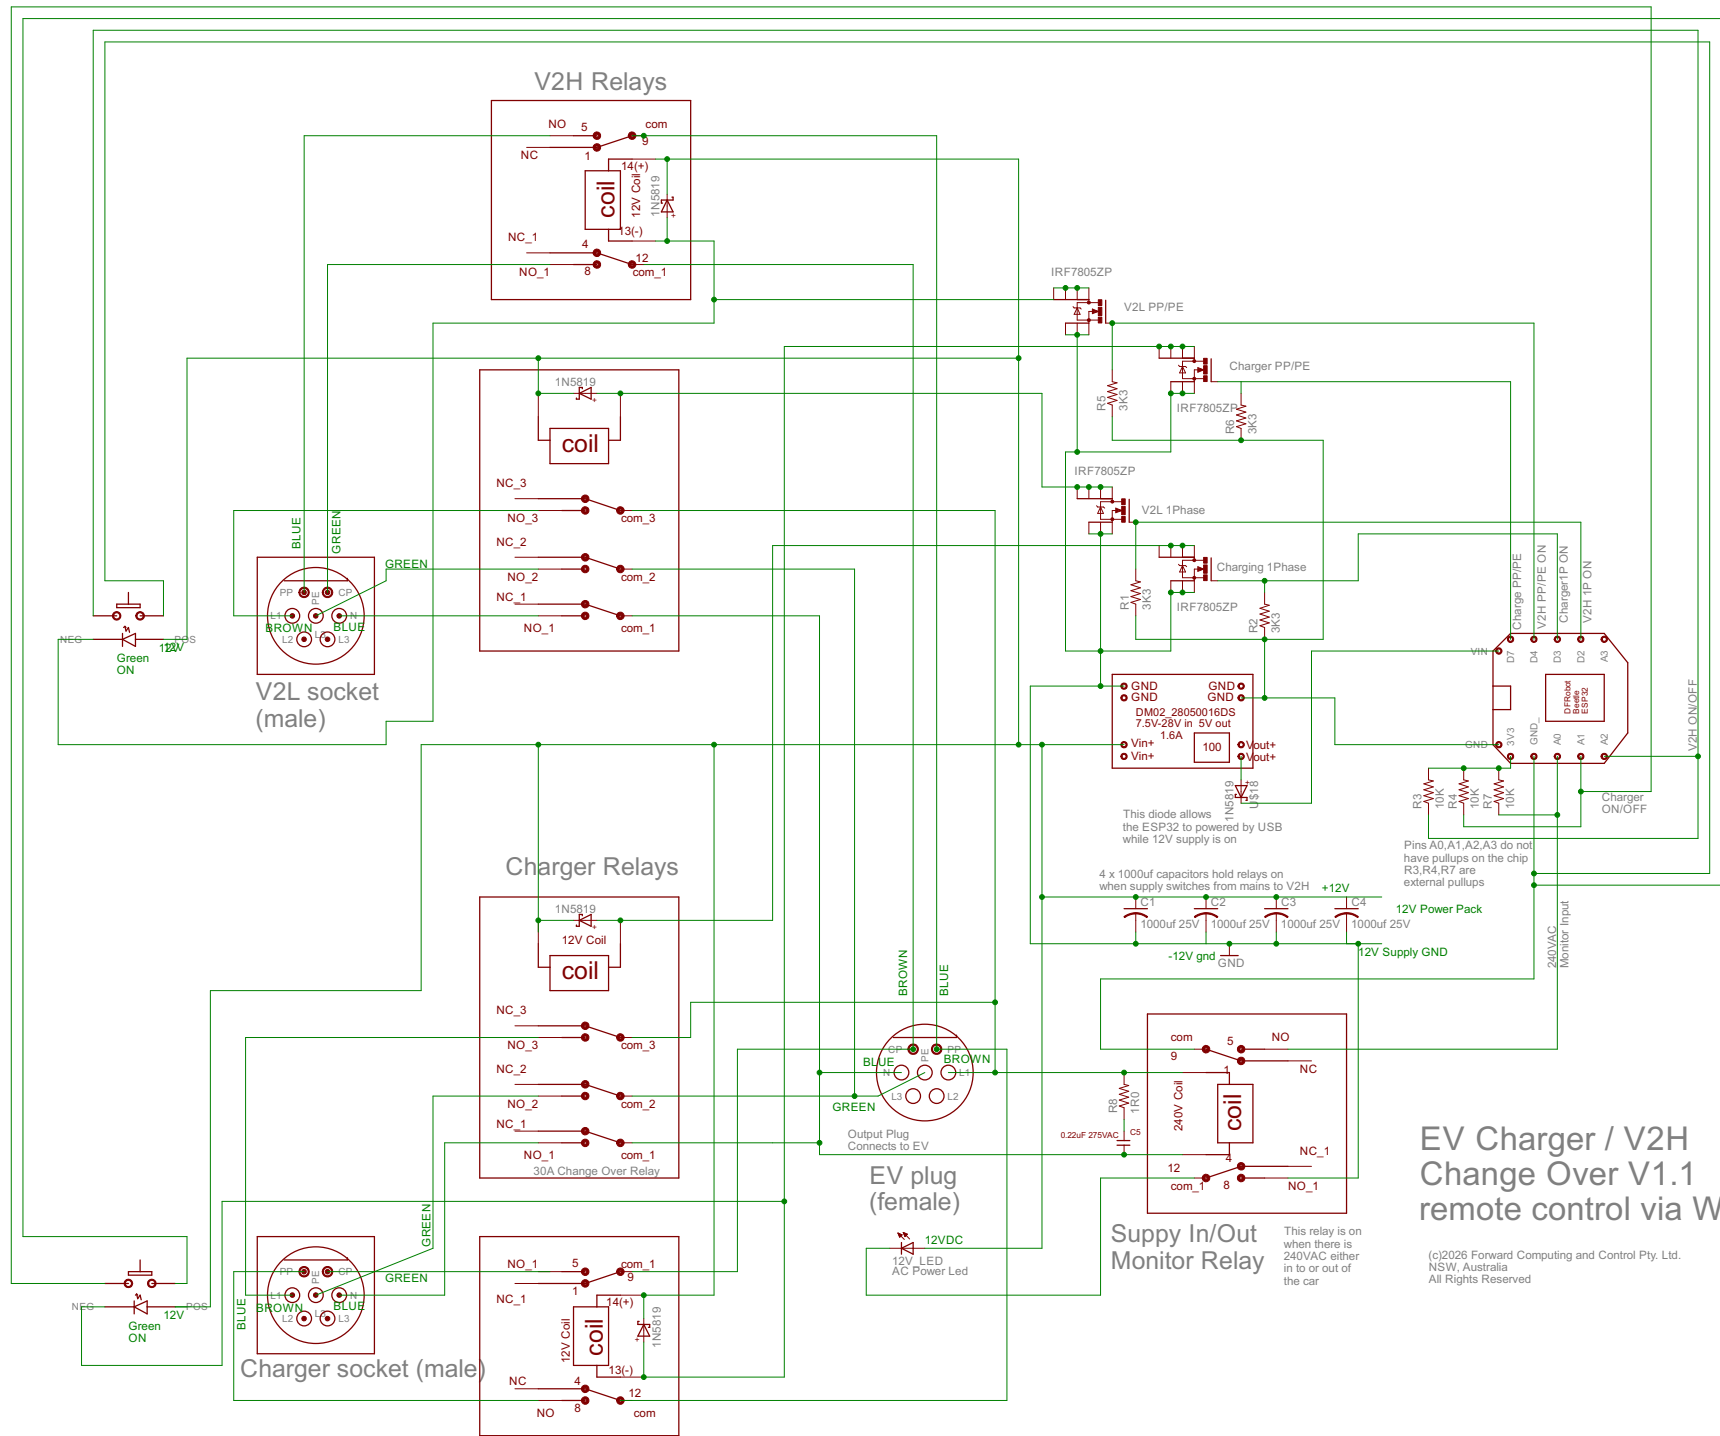 V2H Relays
NO
5
com
9
NC
1
14(+)
coil
12V Coil
1N5819
+
13(-)
NC_1
4
12
NO_1
8
com_1
IRF7805ZP
V2L PP/PE
Charger PP/PE
IRF7805ZP
R5
3K3
R6
3K3
1N5819
+
coil
NC_3
NO_3
com_3
NC_2
NO_2
com_2
NC_1
NO_1
com_1
IRF7805ZP
V2L 1Phase
Charging 1Phase
IRF7805ZP
R1
3K3
R2
3K3
BLUE
GREEN
GREEN
PP
PE
CP
L1
N
BROWN
BLUE
L2
L3
V2L socket
(male)
NEG
POS
12V
Green
ON
Charge PP/PE
V2H PP/PE ON
Charger1P ON
V2H 1P ON
VIN
D7
D4
D3
D2
A3
DFRobot
Beetle
ESP32
GND
3V3
GND_
A0
A1
A2
V2H ON/OFF
GND
GND
GND
GND
DM02_28050016DS
7.5V-28V in 5V out
1.6A
100
Vin+
Vin+
Vout+
Vout+
1N5819
U$18
+
This diode allows
the ESP32 to powered by USB
while 12V supply is on
R3
10K
R4
10K
R7
10K
Charger
ON/OFF
Pins A0,A1,A2,A3 do not
have pullups on the chip
R3,R4,R7 are
external pullups
4 x 1000uf capacitors hold relays on
when supply switches from mains to V2H
+12V
12V Power Pack
C1
1000uf 25V
C2
1000uf 25V
C3
1000uf 25V
C4
1000uf 25V
-12V gnd
GND
12V Supply GND
240VAC
Monitor Input
Charger Relays
1N5819
+
12V Coil
coil
NC_3
NO_3
com_3
NC_2
NO_2
com_2
NC_1
NO_1
com_1
30A Change Over Relay
BROWN
BLUE
CP
PE
PP
BLUE
BROWN
N
L1
L3
L2
GREEN
Output Plug
Connects to EV
EV plug
(female)
R8
1R0
0.22uF 275VAC
C5
com
9
5
NO
1
NC
240V Coil
coil
12
4
NC_1
com_1
8
NO_1
Suppy In/Out
Monitor Relay
This relay is on
when there is
240VAC either
in to or out of
the car
12VDC
12V_LED
AC Power Led
EV Charger / V2H
Change Over V1.1
remote control via W
(c)2026 Forward Computing and Control Pty. Ltd.
NSW, Australia
All Rights Reserved
GREEN
GREEN
BLUE
PP
PE
CP
L1
N
BROWN
BLUE
L2
L3
Charger socket (male)
NEG
POS
12V
Green
ON
NO_1
5
com_1
9
NC_1
1
14(+)
12V Coil
coil
1N5819
+
13(-)
NC
4
12
NO
8
com